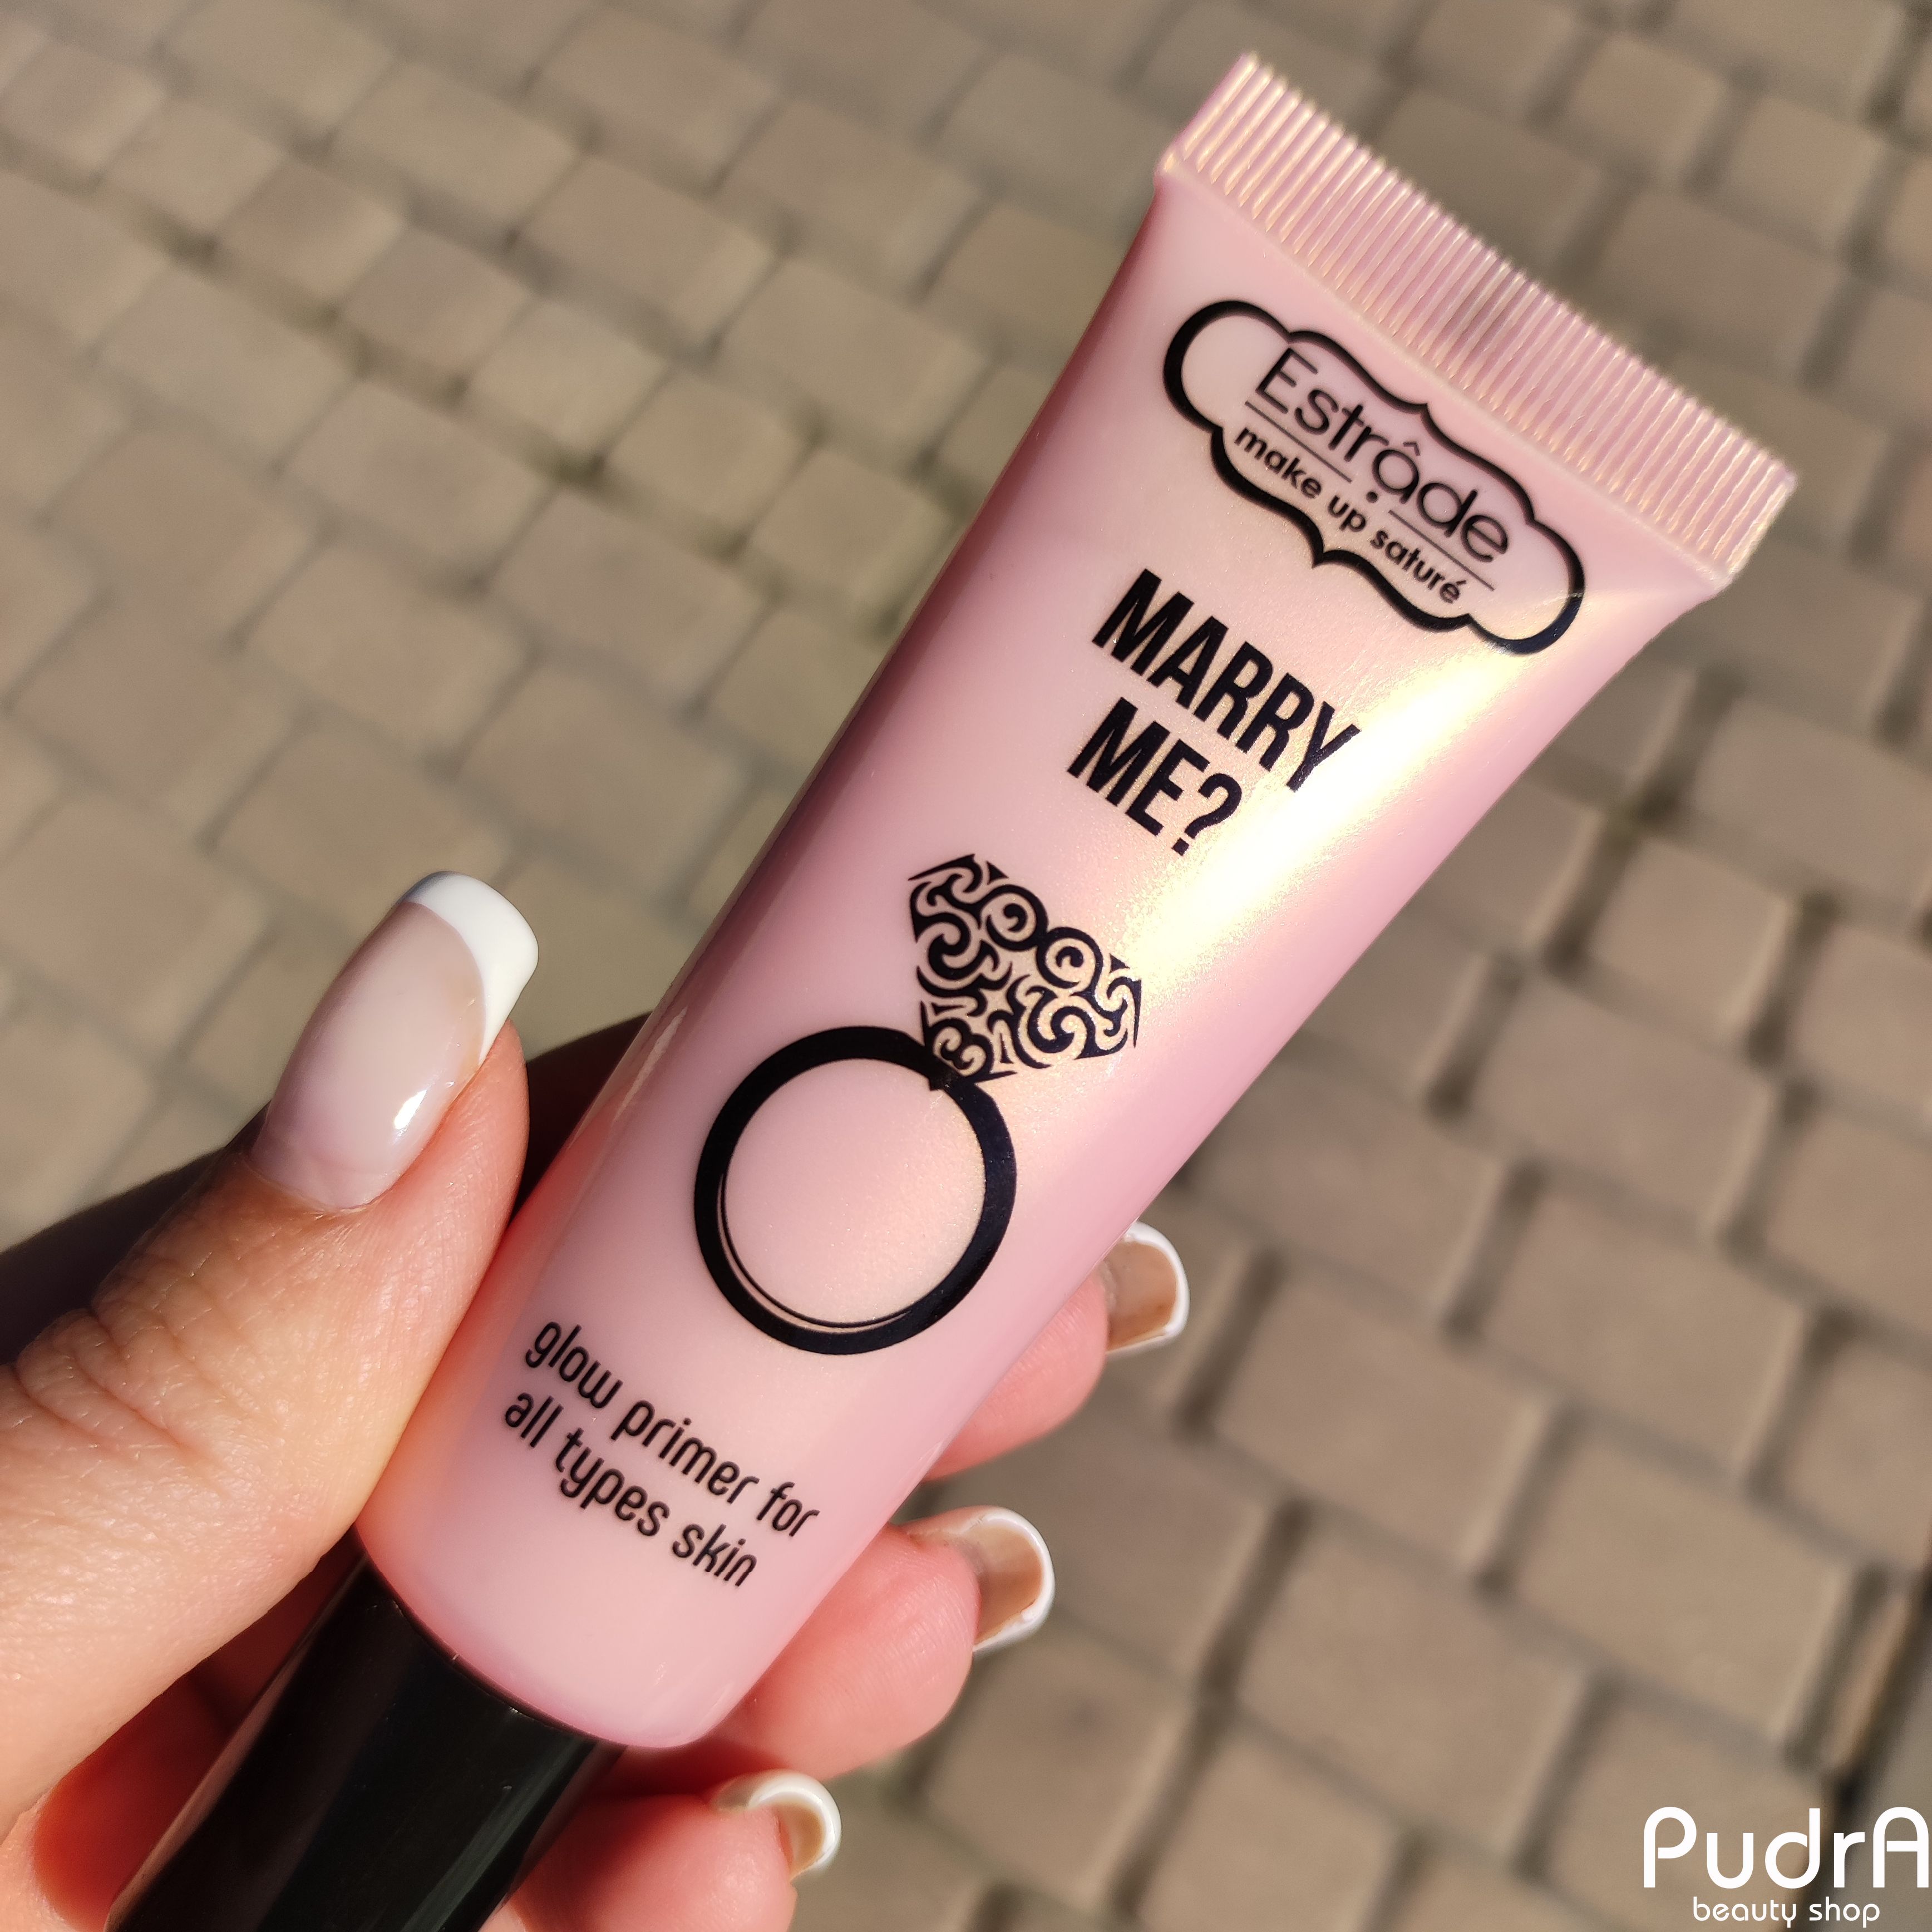 Estrâde
make up saturé
MARRY
ME?
glow primer for
all types skin
PudrA
beauty shop